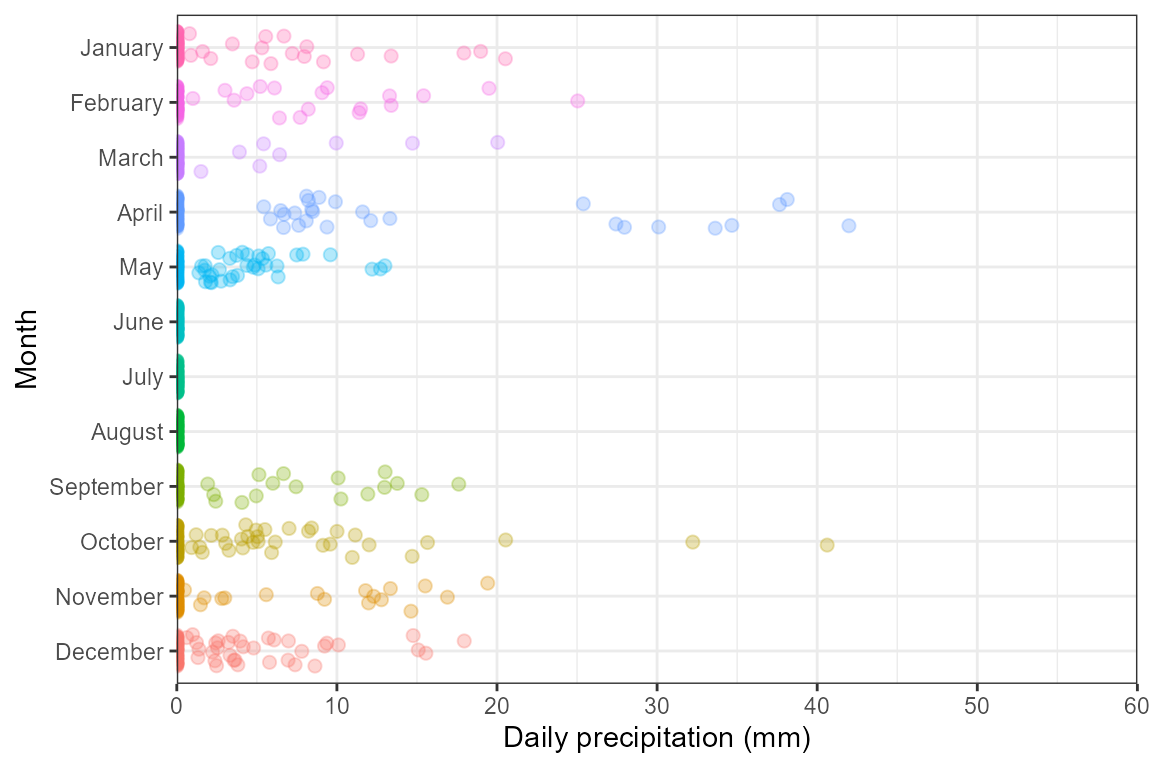 January
February
March
April
May
June
July
August
September
October
November
December
Month
0 10 20 30 40 50 60
Daily precipitation (mm)